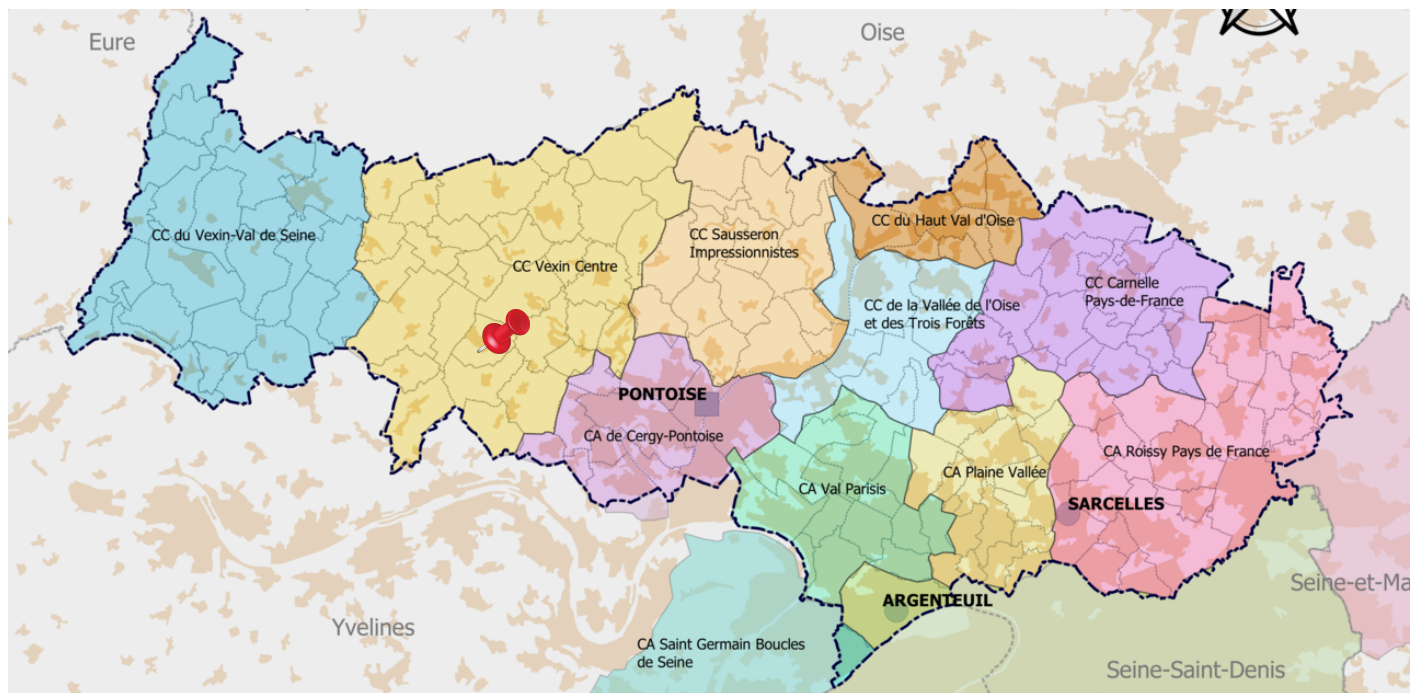 Eure
Oise
CC du Haut Val d'Oise
CC du Vexin-Val de Seine
CC Sausseron
Impressionnistes
CC Vexin Centre
CC Carnelle
Pays-de-France
CC de la Vallée de l'Oise
et des Trois Forêts
PONTOISE
CA de Cergy-Pontoise
CA Roissy Pays de France
CA Plaine Vallée
CA Val Parisis
SARCELLES
Seine-et-Ma
ARGENTEUIL
Yvelines
CA Saint Germain Boucles
de Seine
Seine-Saint-Denis